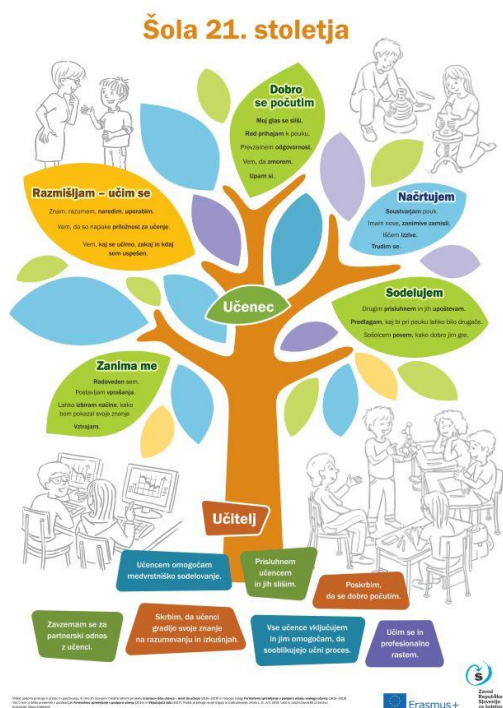 Šola 21. stoletja
Dobro
se počutim
Moj glas se sliši.
Rad prihajam k pouku.
Prevzemam odgovornost.
Vem, da zmorem.
Upam si.
Razmišljam – učim se
Znam, razumem, naredim, uporabim.
Vem, da so napake priložnost za učenje.
Vem, kaj se učimo, zakaj in kdaj
sem uspešen.
Načrtujem
Soustvarjam pouk.
Imam nove, zanimive zamisli.
Iščem izzive.
Trudim se.
Učenec
Sodelujem
Drugim prisluhnem in jih upoštevam.
Predlagam, kaj bi pri pouku lahko bilo drugače.
Sošolcem povem, kako dobro jim gre.
Zanima me
Radoveden sem.
Postavljam vprašanja.
Lahko izbiram načine, kako
bom pokazal svoje znanje
Vztrajam.
Učitelj
Učencem omogočam
medvrstniško sodelovanje.
Prisluhnem
učencem
in jih slišim.
Poskrbim,
da se dobro počutim.
Zavzemam se za
partnerski odnos
z učenci.
Skrbim, da učenci
gradijo svoje znanje
na razumevanju in izkušnjah.
Vse učence vključujem
in jim omogočam, da
sooblikujejo učni proces.
Učim se in
profesionalno
rastem.
Zavod
Republike
Slovenije
za šolstvo
Erasmus+